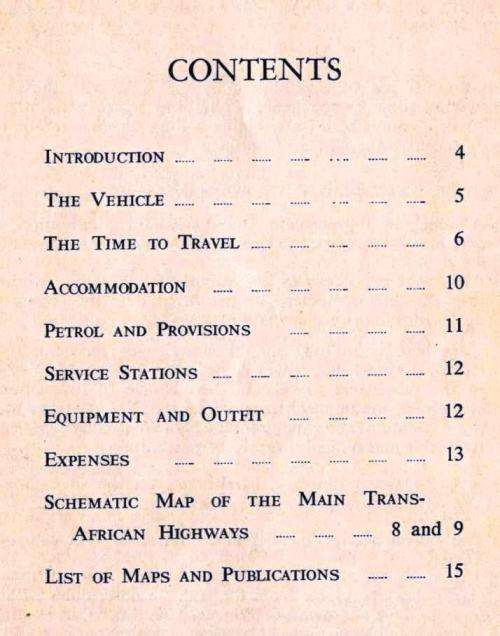 CONTENTS
INTRODUCTION ...... ...... ...... ...... .... ...... ...... 4
THE VEHICLE ...... ...... ...... ...... .... ...... ...... 5
THE TIME TO TRAVEL ...... ...... ...... ...... ...... 6
ACCOMMODATION ...... ...... ...... ...... ...... ...... 10
PETROL AND PROVISIONS ...... ...... ...... ...... 11
SERVICE STATIONS ...... ...... ...... ...... ...... ...... 12
EQUIPMENT AND OUTFIT ...... ...... ...... ...... 12
EXPENSES ...... ...... ...... ...... ...... ...... ...... 13
SCHEMATIC MAP OF THE MAIN TRANS-
AFRICAN HIGHWAYS ...... ...... ...... 8 and 9
LIST OF MAPS AND PUBLICATIONS ...... ...... 15